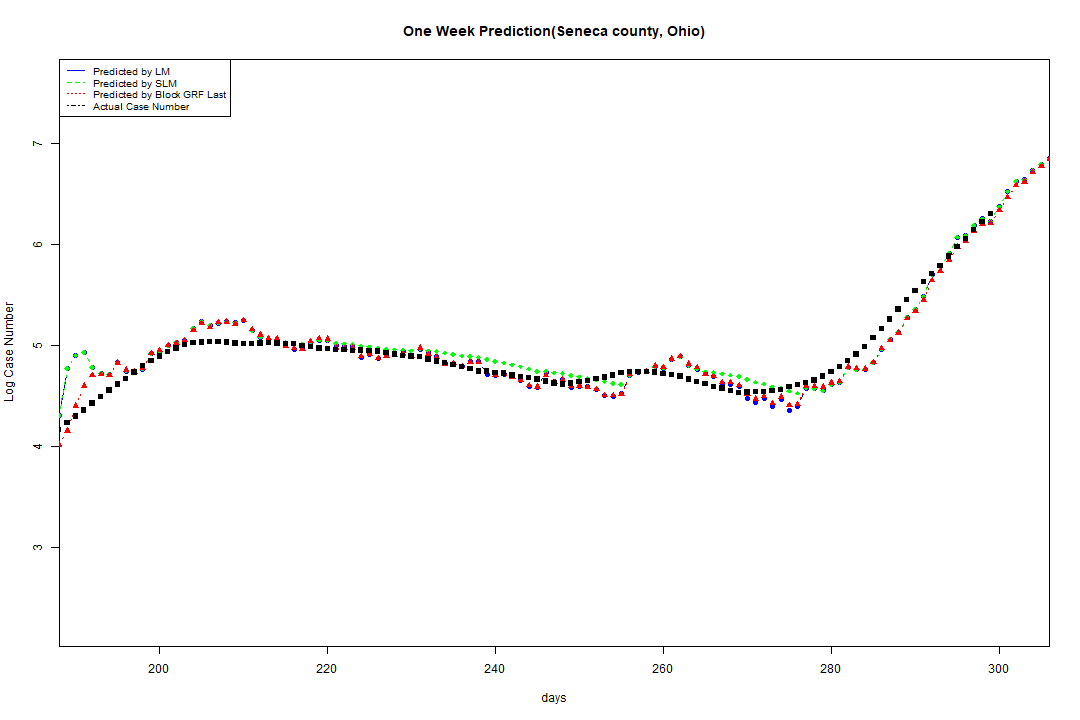 One Week Prediction(Seneca county, Ohio)
Predicted by LM
Predicted by SLM
Predicted by Block GRF Last
Actual Case Number
Log Case Number
7
6
5
4
3
200 220 240 260 280 300
days